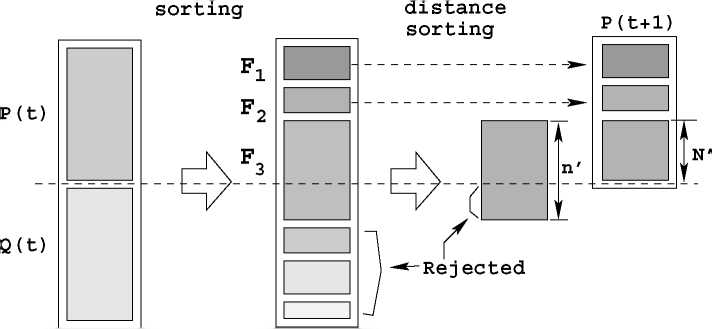 sorting
distance
sorting
P(t+1)
P(t)
F1
F2
F3
n'
N'
Q(t)
Rejected